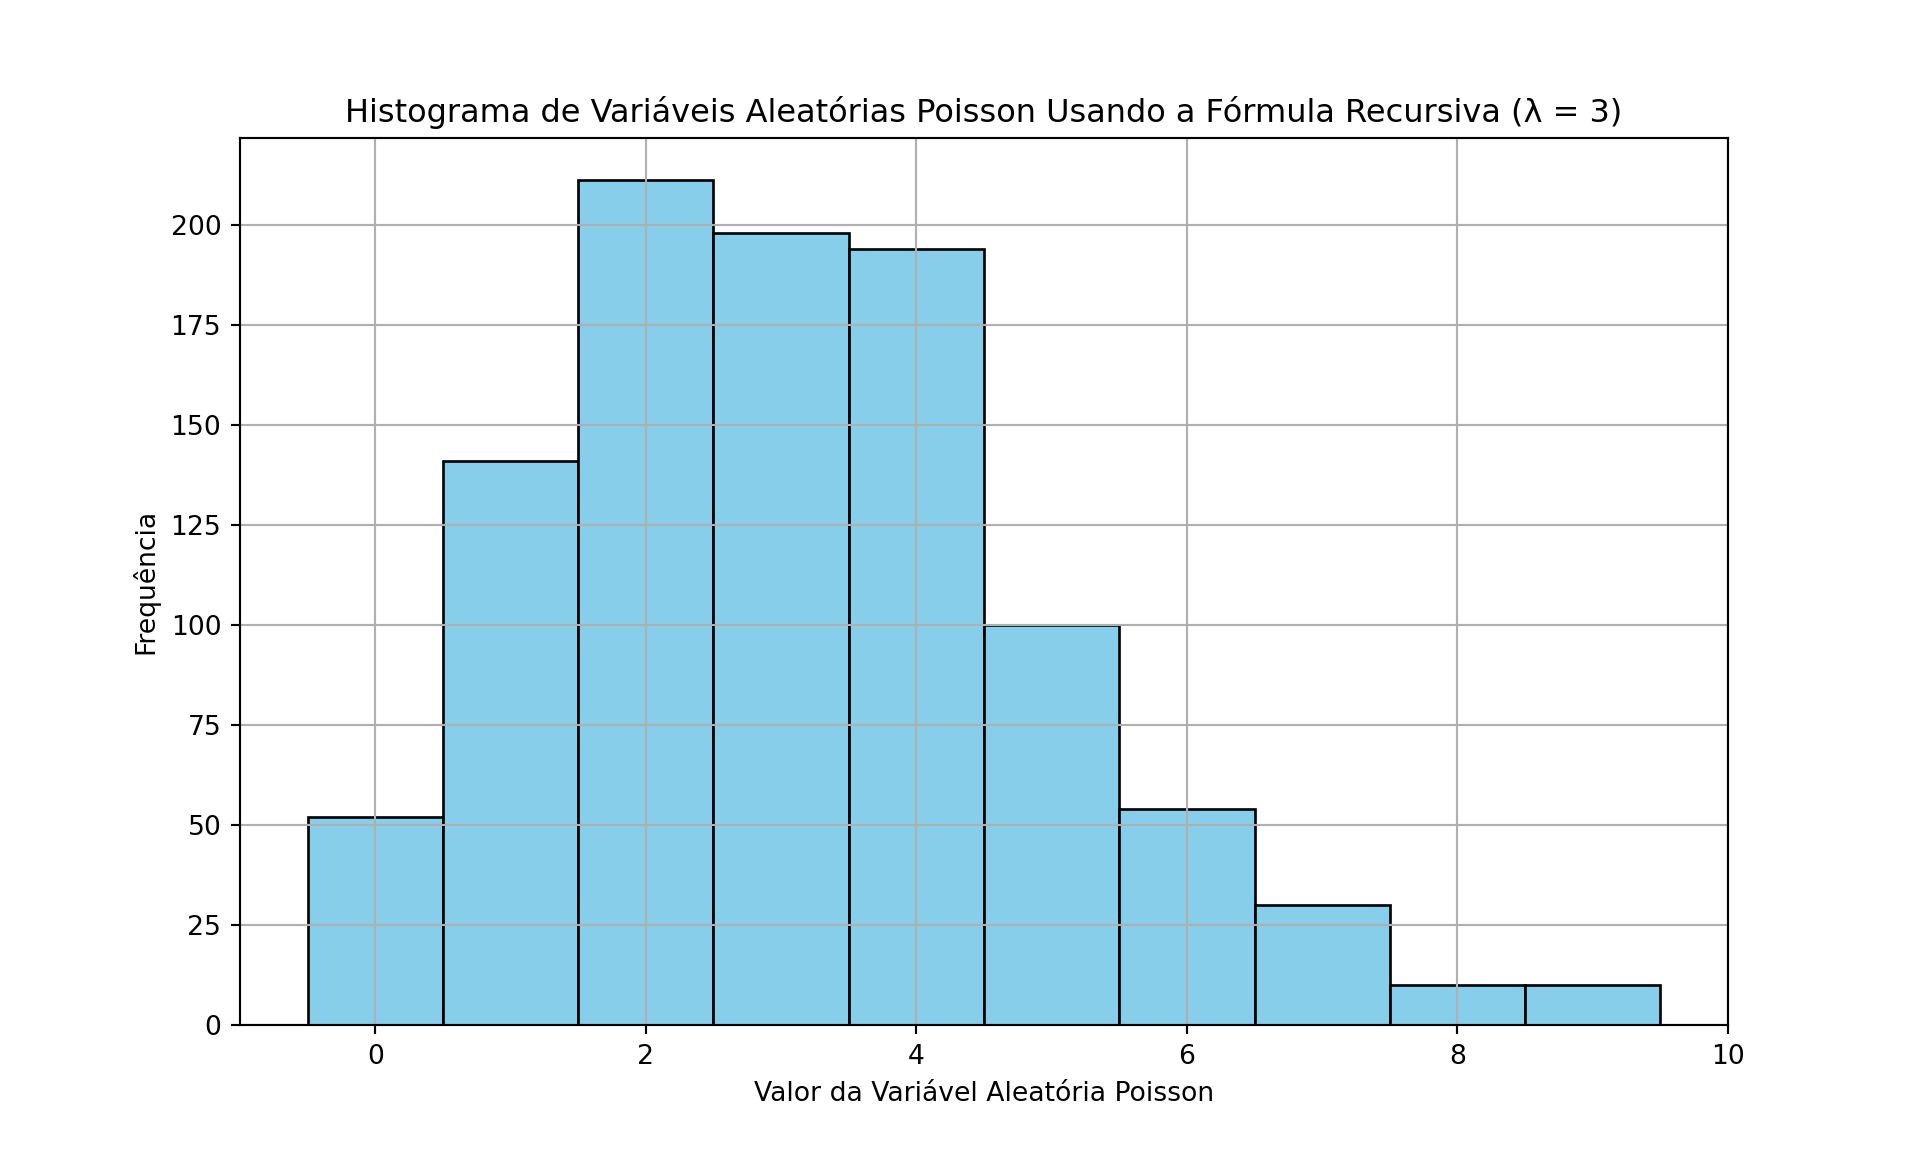 Histograma de Variáveis Aleatórias Poisson Usando a Fórmula Recursiva (λ = 3)
200
175
150
125
100
75
50
25
0
Frequência
0 2 4 6 8 10
Valor da Variável Aleatória Poisson